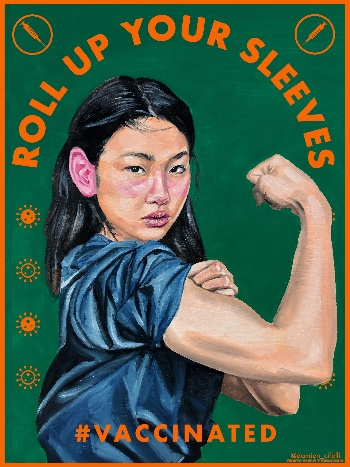 ROLL UP YOUR SLEEVES
#VACCINATED